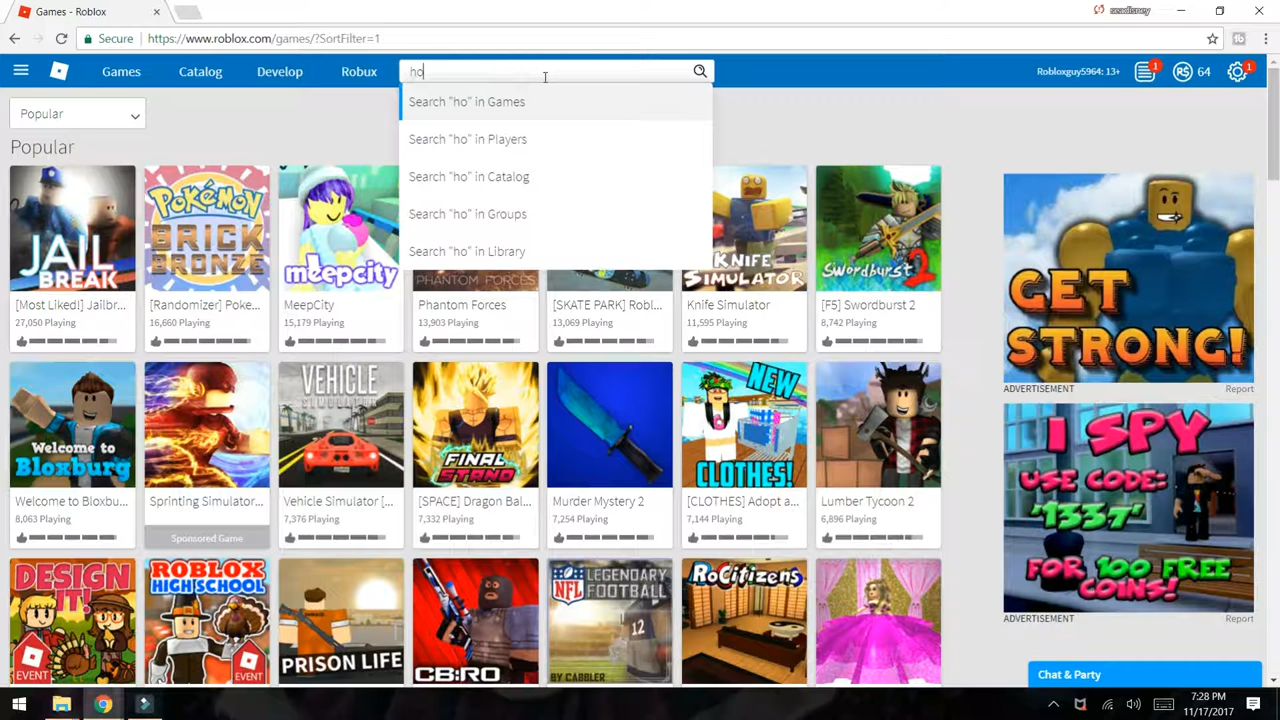 Games - Roblox
seadisney
Secure
https://www.roblox.com/games/?SortFilter=1
Games
Catalog
Develop
Robux
ho
Robloxguy5964: 13+
1
64
1
Search "ho" in Games
Search "ho" in Players
Search "ho" in Catalog
Search "ho" in Groups
Search "ho" in Library
Popular
Popular
JAIL
BREAK
POKÉMON
BRICK
BRONZE
meepcity
PHANTOM FORCES
KNIFE
SIMULATOR
Swordburst 2
[Most Liked!] Jailbr...
[Randomizer] Poke...
MeepCity
Phantom Forces
[SKATE PARK] Robl...
Knife Simulator
[F5] Swordburst 2
27,050 Playing
16,660 Playing
15,179 Playing
13,903 Playing
13,069 Playing
11,595 Playing
8,742 Playing
GET
STRONG!
ADVERTISEMENT
Report
Welcome to
Bloxburg
VEHICLE
SIMULATOR
FINAL
STAND
NEW
CLOTHES!
Welcome to Bloxbu...
Sprinting Simulator...
Vehicle Simulator [...
[SPACE] Dragon Bal...
Murder Mystery 2
[CLOTHES] Adopt a...
Lumber Tycoon 2
8,063 Playing
Sponsored Game
7,376 Playing
7,332 Playing
7,254 Playing
7,144 Playing
6,896 Playing
I SPY
USE CODE:
'1337'
FOR 100 FREE
COINS!
ADVERTISEMENT
Report
DESIGN
IT!
EVENT
ROBLOX
HIGHSCHOOL
EVENT
PRISON LIFE
CB:RO
NFL
LEGENDARY
FOOTBALL
12
BY CABBLER
RoCitizens
Chat & Party
7:28 PM
11/17/2017